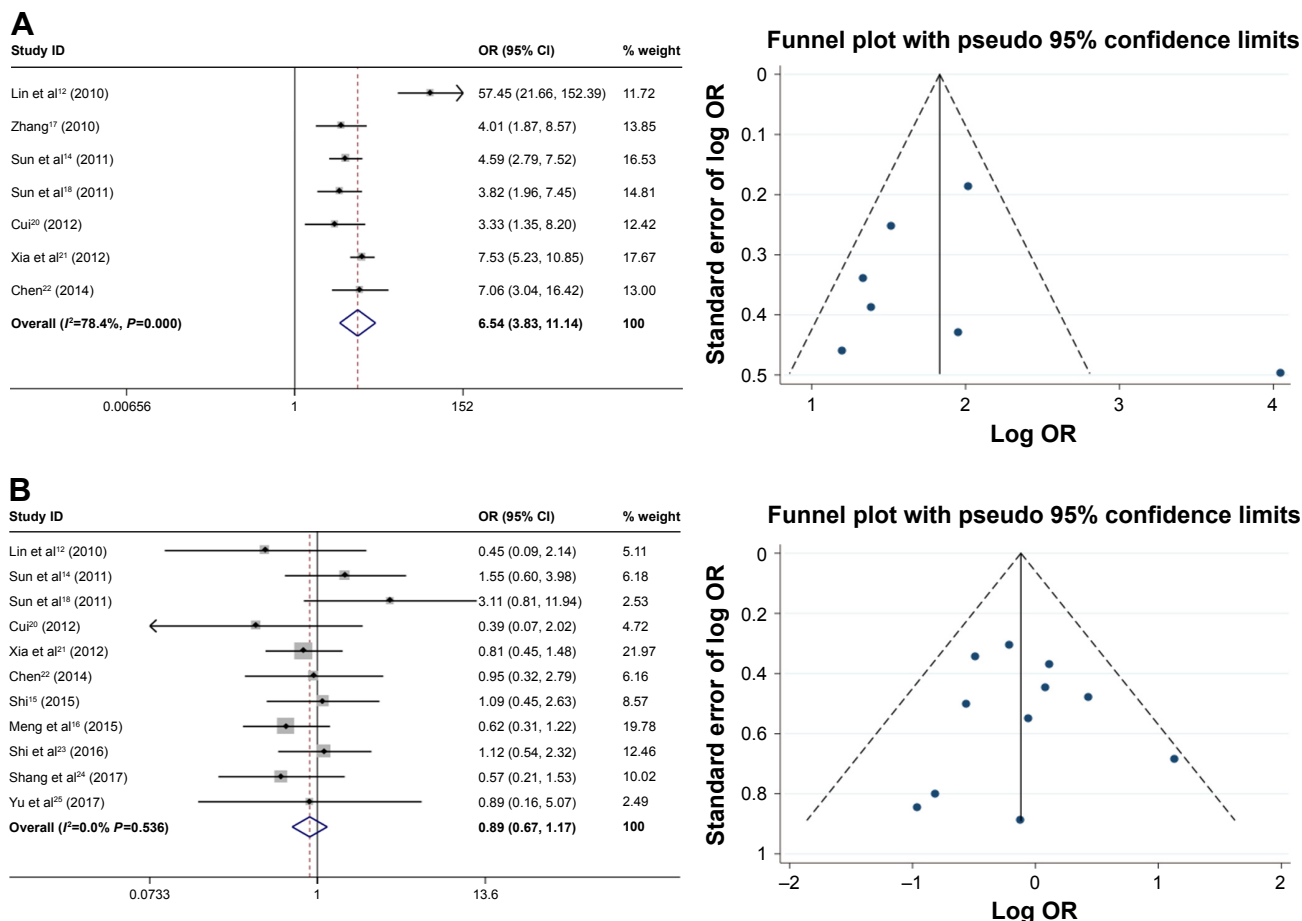 A
Study ID OR (95% CI) % weight
Lin et al¹² (2010) 57.45 (21.66, 152.39) 11.72
Zhang¹⁷ (2010) 4.01 (1.87, 8.57) 13.85
Sun et al¹⁴ (2011) 4.59 (2.79, 7.52) 16.53
Sun et al¹⁸ (2011) 3.82 (1.96, 7.45) 14.81
Cui²⁰ (2012) 3.33 (1.35, 8.20) 12.42
Xia et al²¹ (2012) 7.53 (5.23, 10.85) 17.67
Chen²² (2014) 7.06 (3.04, 16.42) 13.00
Overall (I²=78.4%, P=0.000) 6.54 (3.83, 11.14) 100
0.00656 1 152
Funnel plot with pseudo 95% confidence limits
Standard error of log OR
0
0.1
0.2
0.3
0.4
0.5
1 2 3 4
Log OR
B
Study ID OR (95% CI) % weight
Lin et al¹² (2010) 0.45 (0.09, 2.14) 5.11
Sun et al¹⁴ (2011) 1.55 (0.60, 3.98) 6.18
Sun et al¹⁸ (2011) 3.11 (0.81, 11.94) 2.53
Cui²⁰ (2012) 0.39 (0.07, 2.02) 4.72
Xia et al²¹ (2012) 0.81 (0.45, 1.48) 21.97
Chen²² (2014) 0.95 (0.32, 2.79) 6.16
Shi¹⁵ (2015) 1.09 (0.45, 2.63) 8.57
Meng et al¹⁶ (2015) 0.62 (0.31, 1.22) 19.78
Shi et al²³ (2016) 1.12 (0.54, 2.32) 12.46
Shang et al²⁴ (2017) 0.57 (0.21, 1.53) 10.02
Yu et al²⁵ (2017) 0.89 (0.16, 5.07) 2.49
Overall (I²=0.0% P=0.536) 0.89 (0.67, 1.17) 100
0.0733 1 13.6
Funnel plot with pseudo 95% confidence limits
Standard error of log OR
0
0.2
0.4
0.6
0.8
1
−2 −1 0 1 2
Log OR